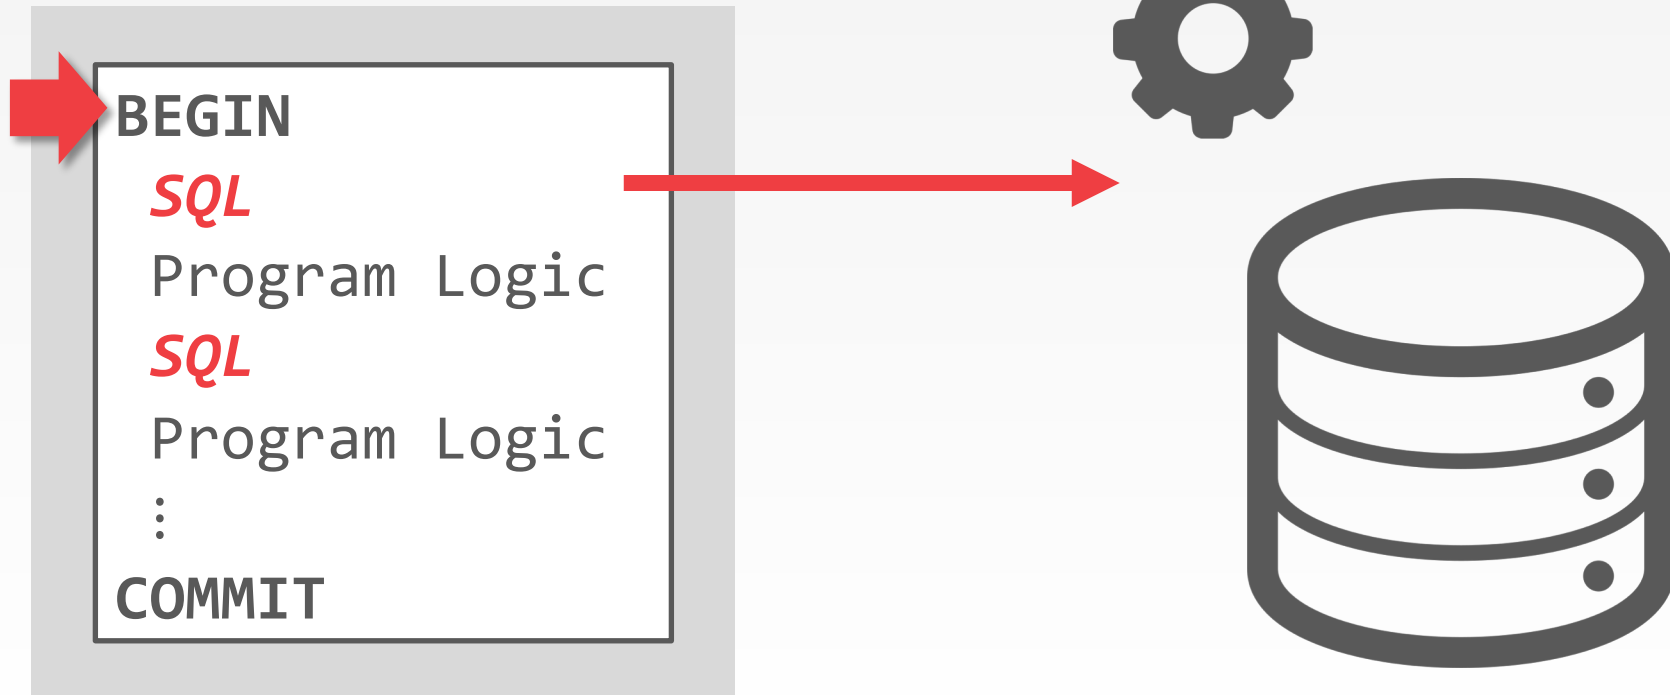 BEGIN
SQL
Program Logic
SQL
Program Logic
⋮
COMMIT